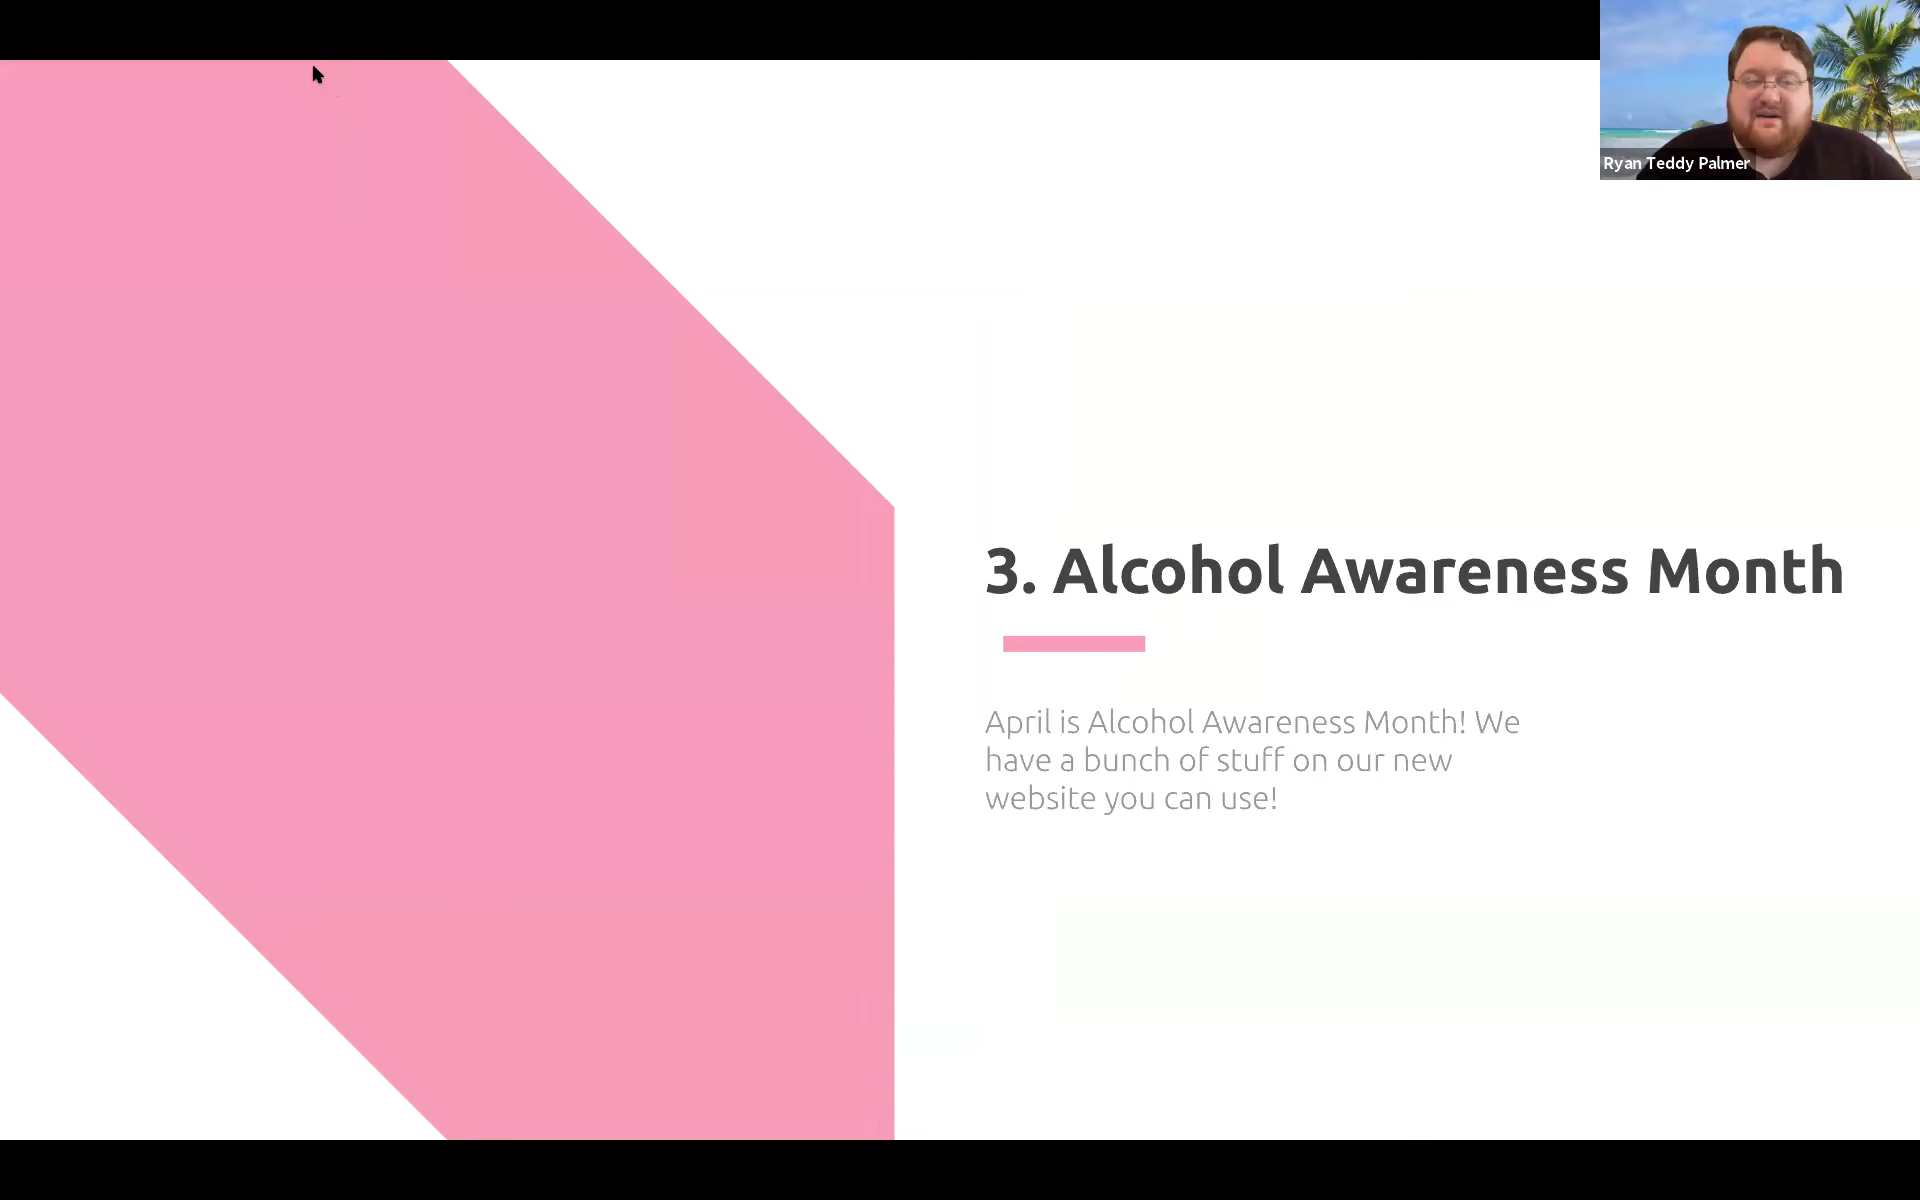 Ryan Teddy Palmer
3. Alcohol Awareness Month
April is Alcohol Awareness Month! We
have a bunch of stuff on our new
website you can use!